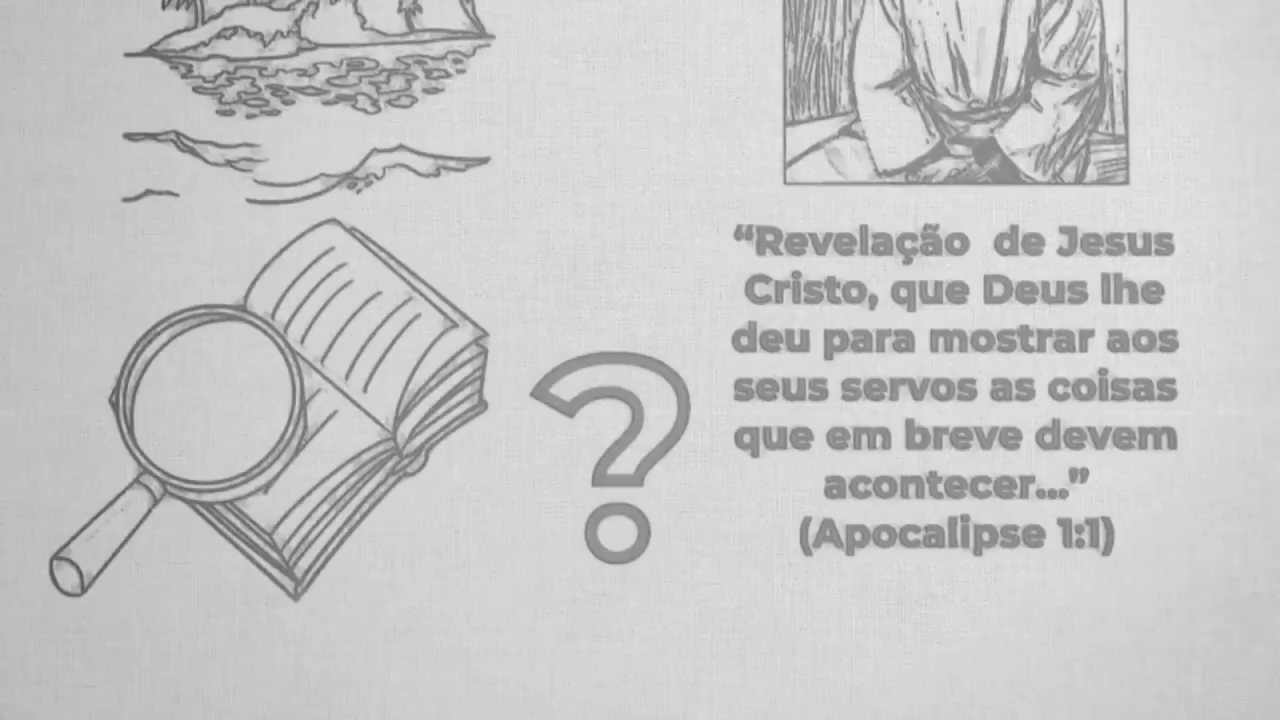 “Revelação de Jesus
Cristo, que Deus lhe
deu para mostrar aos
seus servos as coisas
que em breve devem
acontecer...”
(Apocalipse 1:1)
?